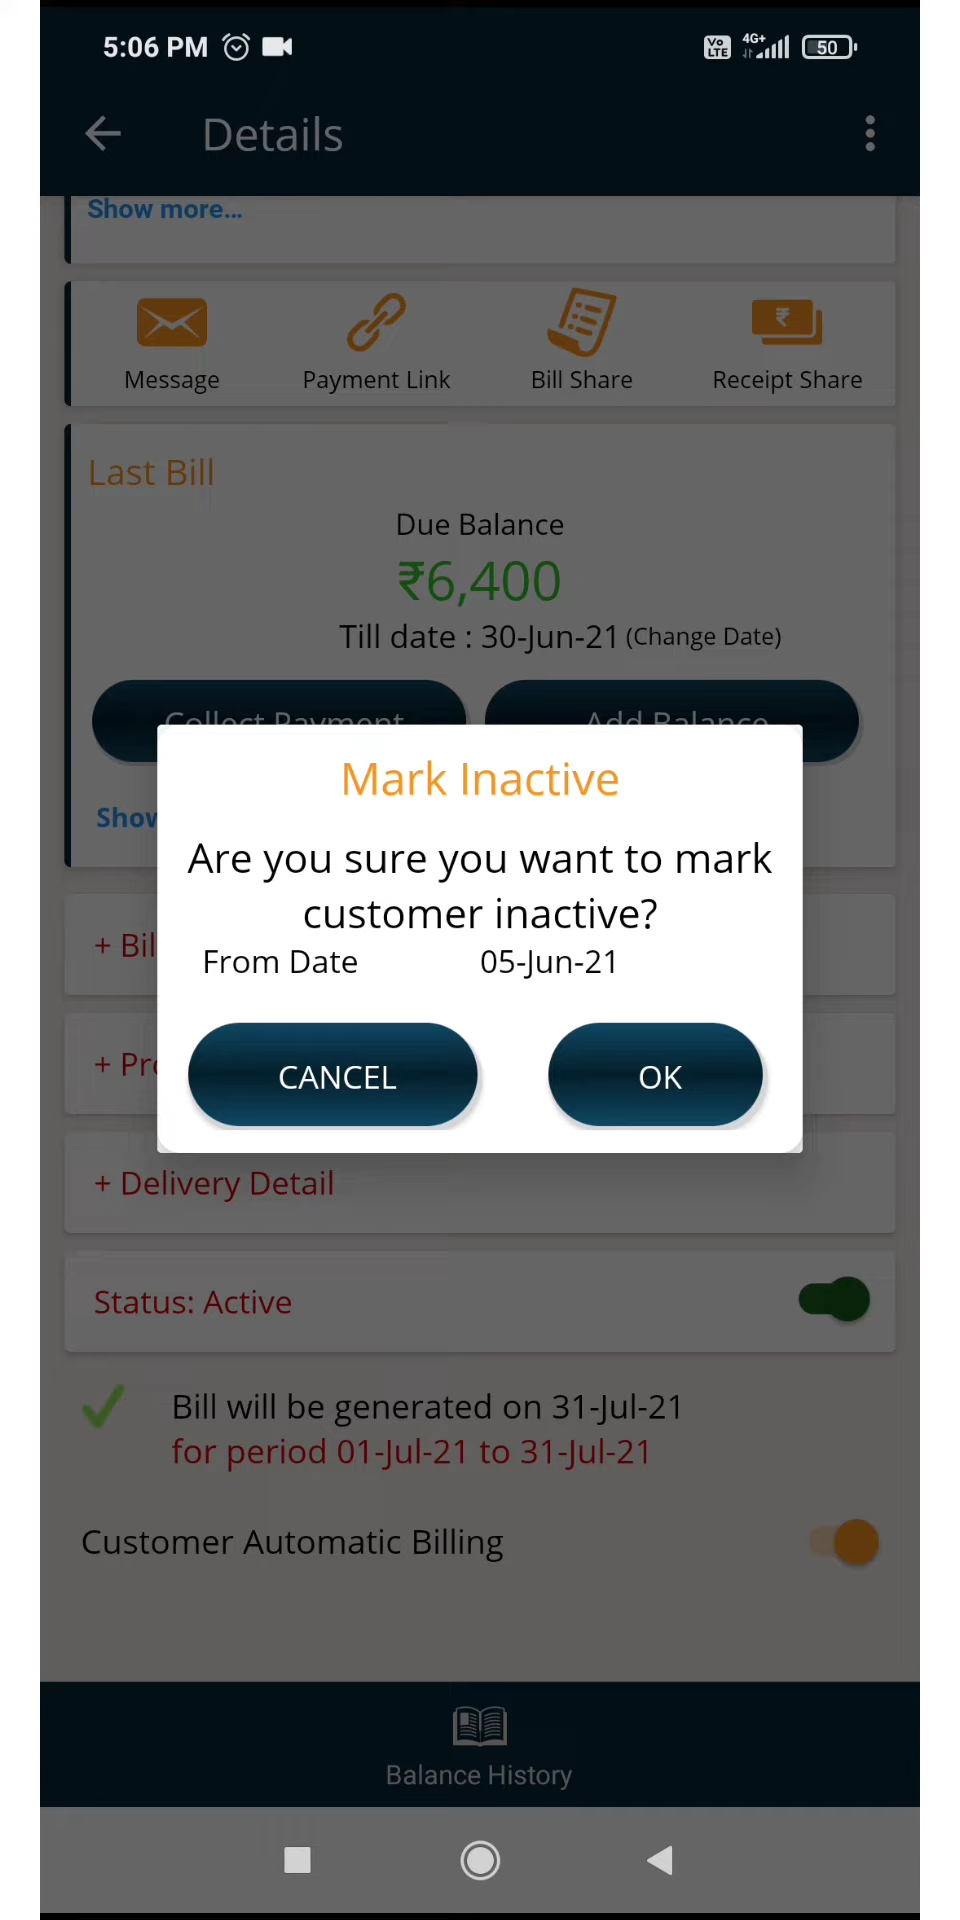 5:06 PM
Vo LTE 4G+ 50
Details
Show more...
Message Payment Link Bill Share Receipt Share
Last Bill
Due Balance
₹6,400
Till date : 30-Jun-21 (Change Date)
Collect Payment Add Balance
Mark Inactive
Show
Are you sure you want to mark
customer inactive?
+ Bil
From Date 05-Jun-21
+ Pro
CANCEL OK
+ Delivery Detail
Status: Active
Bill will be generated on 31-Jul-21
for period 01-Jul-21 to 31-Jul-21
Customer Automatic Billing
Balance History